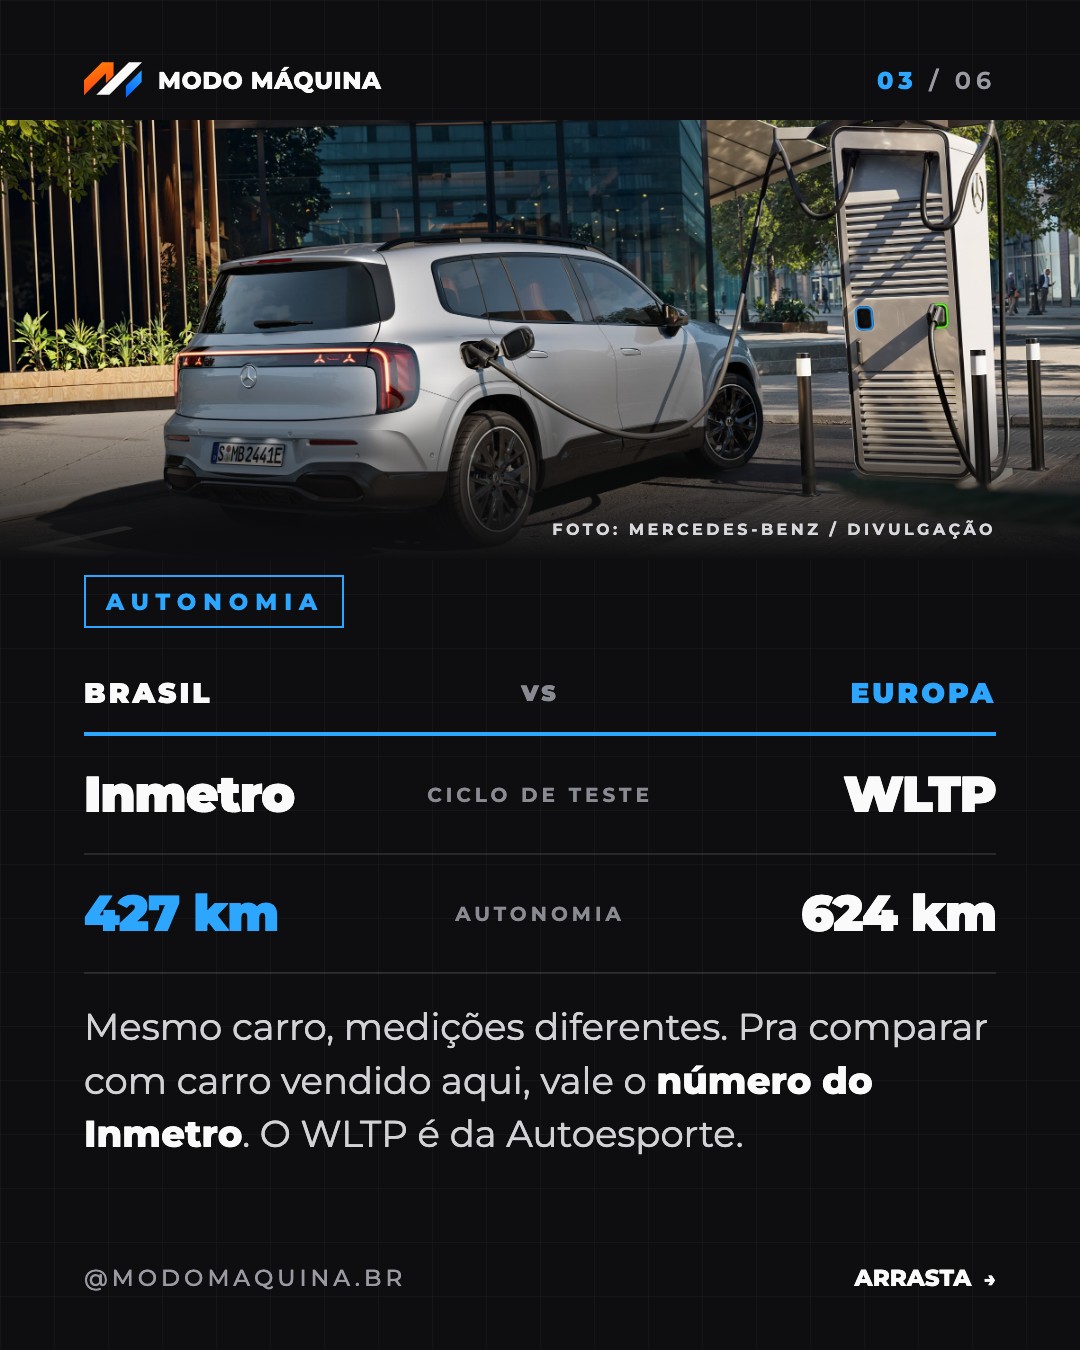 MODO MÁQUINA
03 / 06
S MB2441E
FOTO: MERCEDES-BENZ / DIVULGAÇÃO
AUTONOMIA
BRASIL VS EUROPA
Inmetro CICLO DE TESTE WLTP
427 km AUTONOMIA 624 km
Mesmo carro, medições diferentes. Pra comparar
com carro vendido aqui, vale o número do
Inmetro. O WLTP é da Autoesporte.
@MODOMAQUINA.BR
ARRASTA →